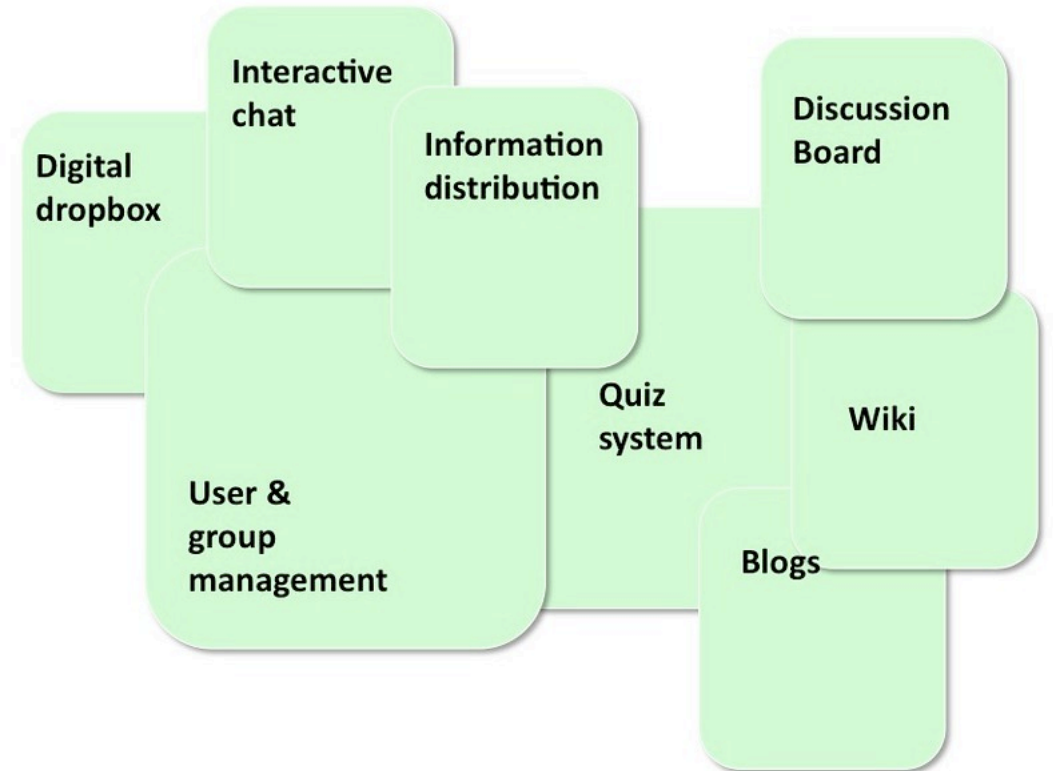 Interactive
chat
Digital
dropbox
Information
distribution
Discussion
Board
Quiz
system
Wiki
User &
group
management
Blogs